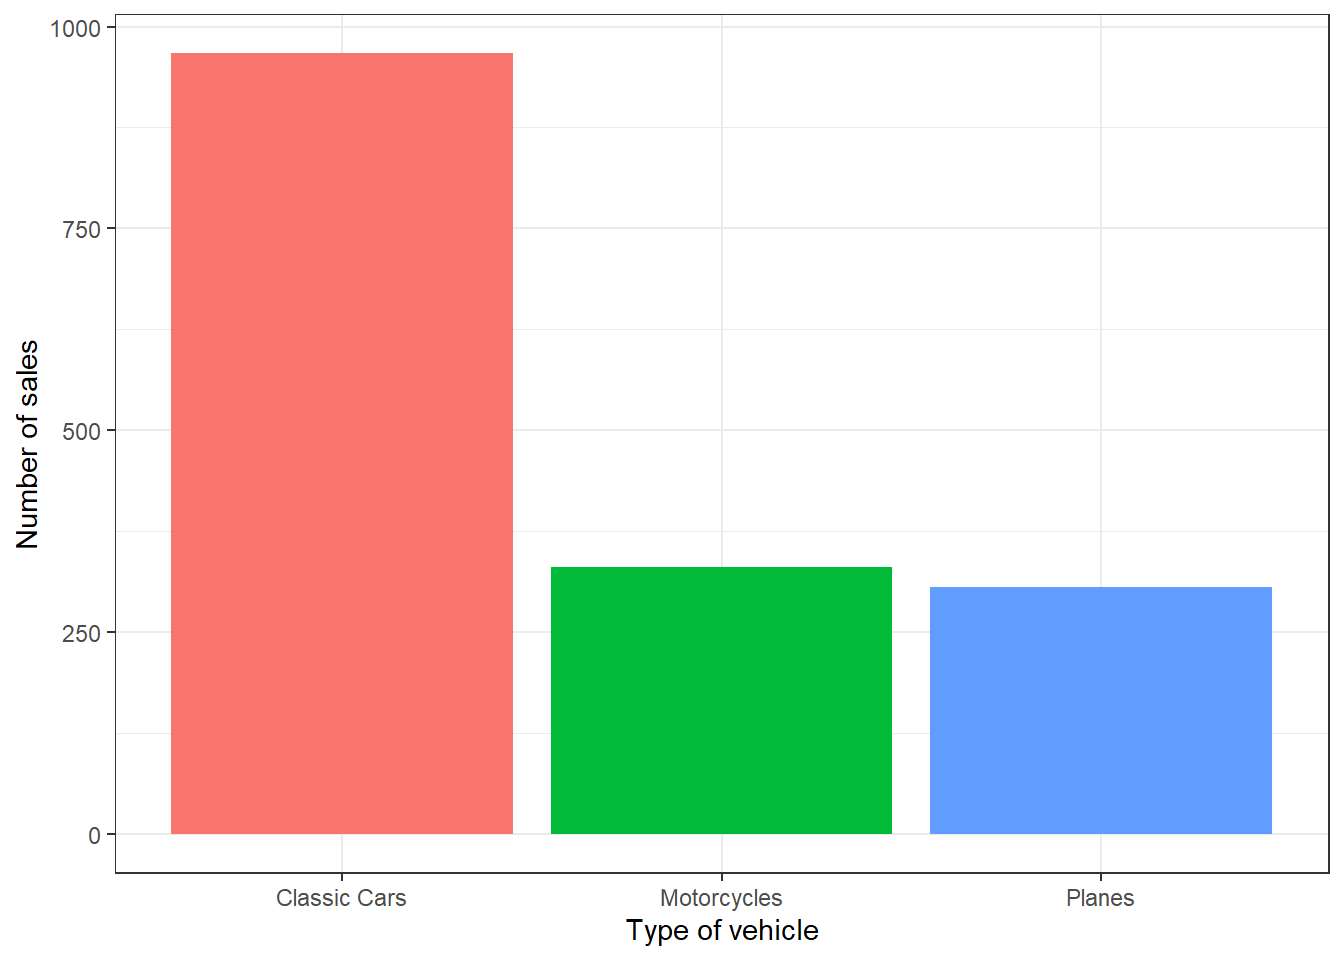 Number of sales
1000
750
500
250
0
Classic Cars
Motorcycles
Planes
Type of vehicle